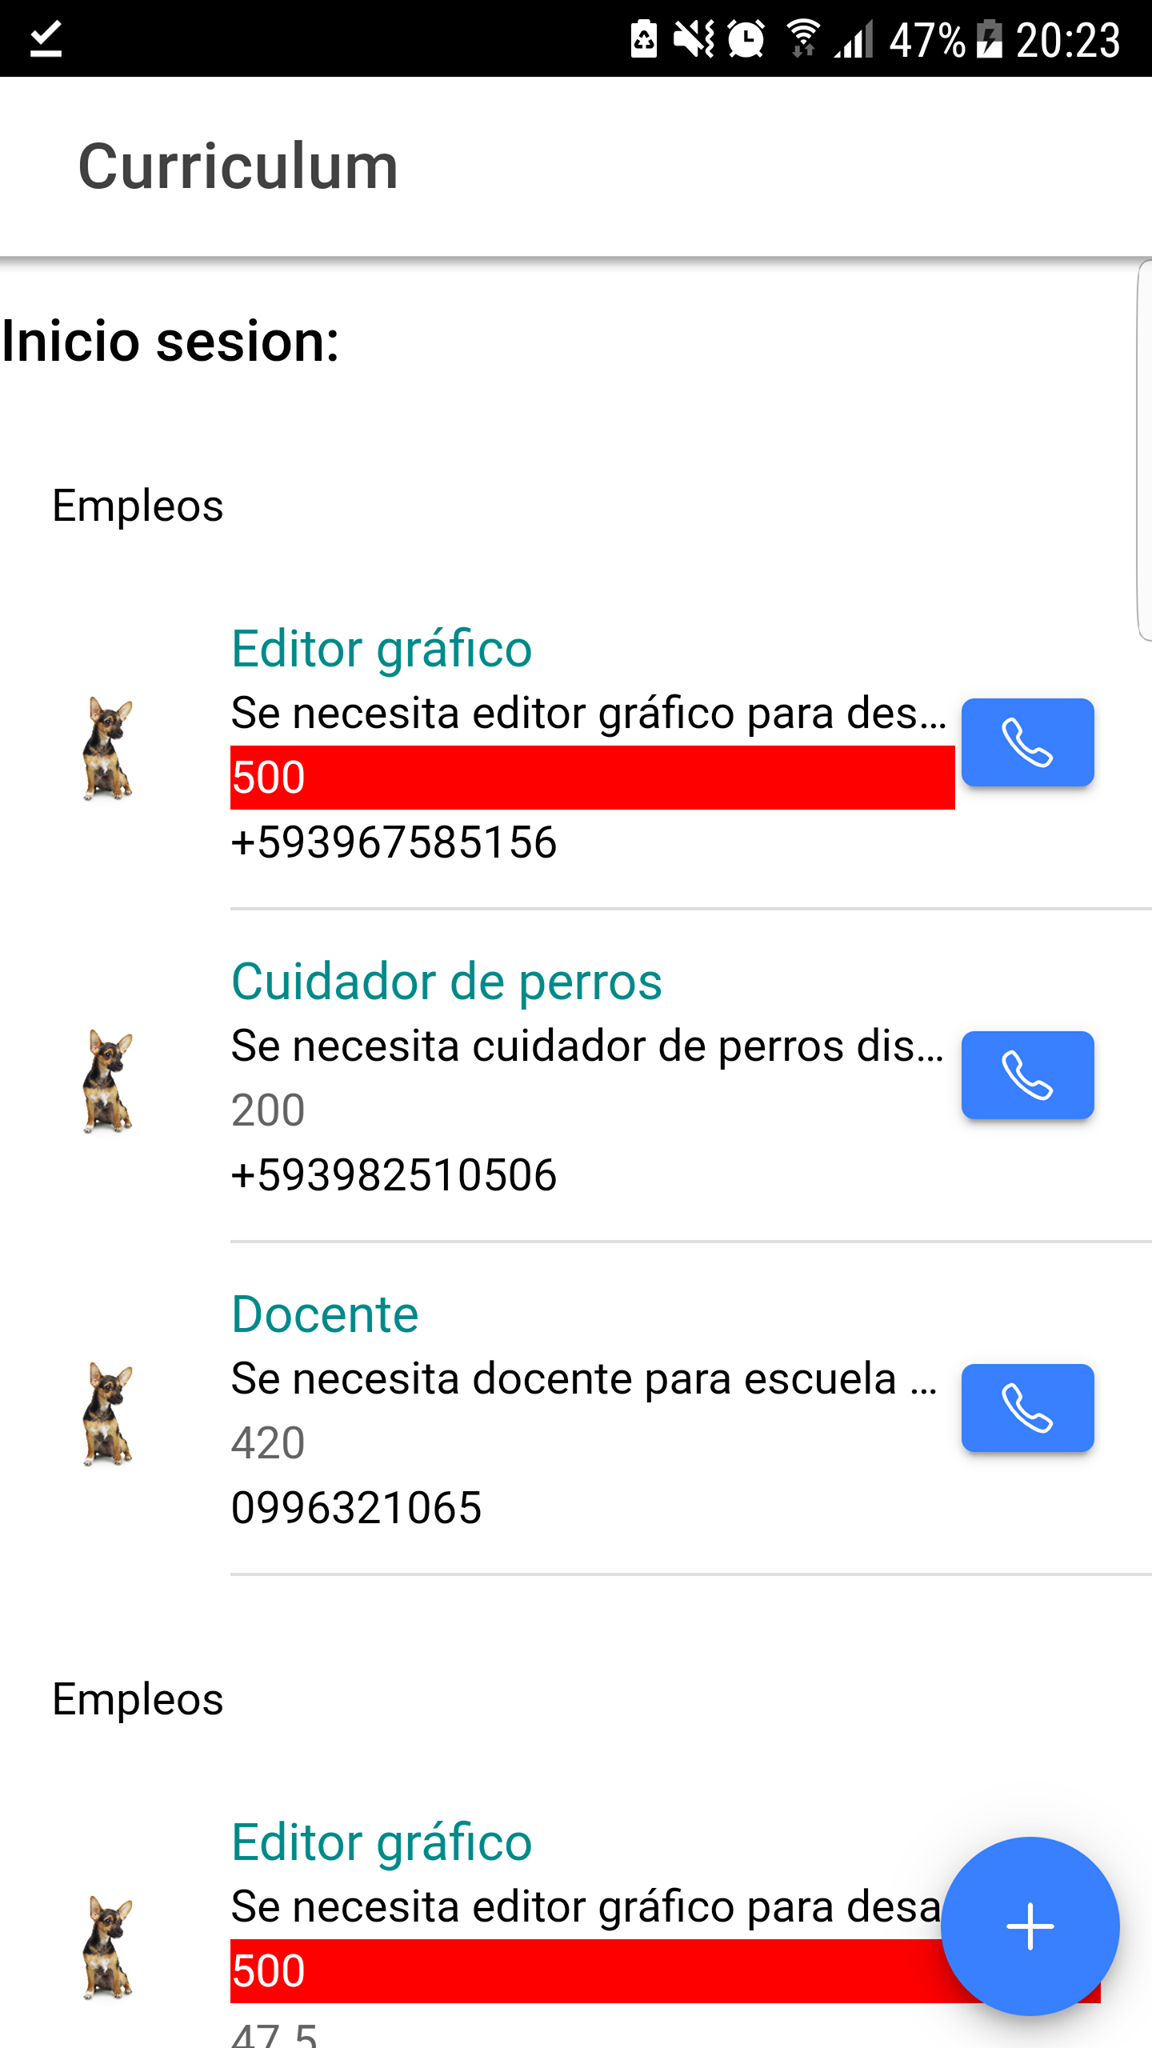 47% 20:23
Curriculum
Inicio sesion:
Empleos
Editor gráfico
Se necesita editor gráfico para des...
500
+593967585156
Cuidador de perros
Se necesita cuidador de perros dis...
200
+593982510506
Docente
Se necesita docente para escuela ...
420
0996321065
Empleos
Editor gráfico
Se necesita editor gráfico para desa
500
47.5